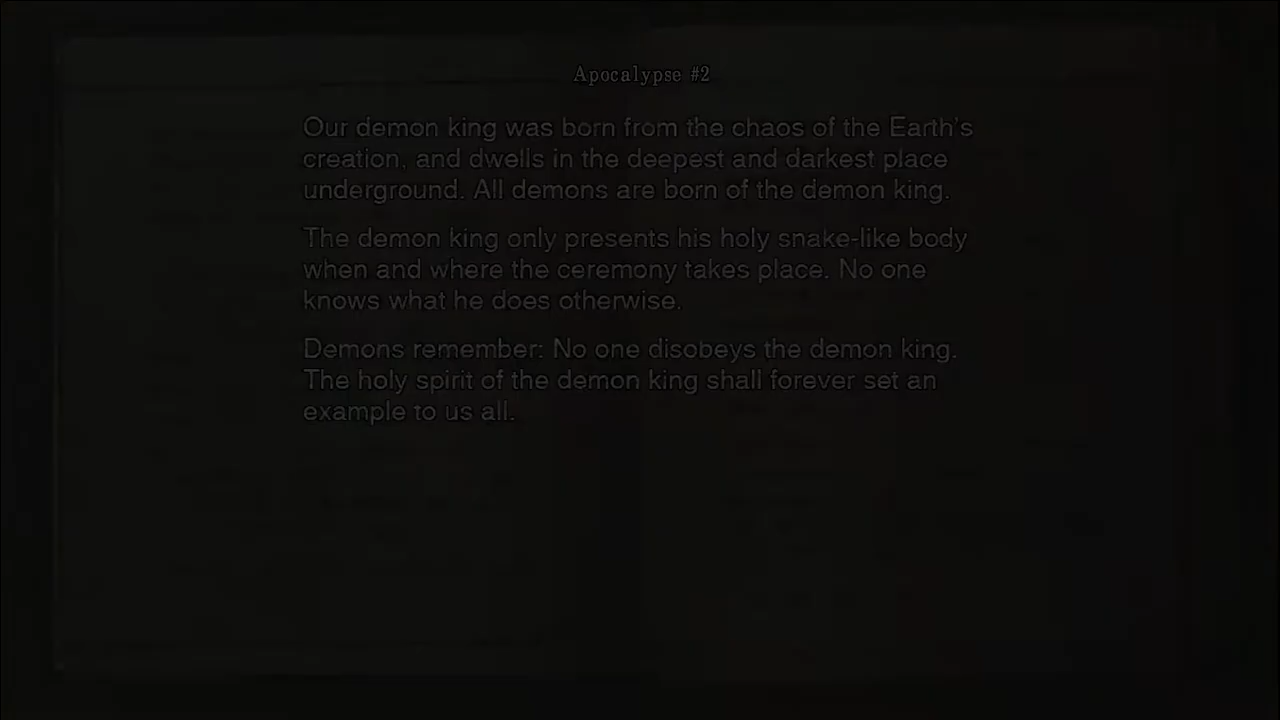 Apocalypse #2
Our demon king was born from the chaos of the Earth's
creation, and dwells in the deepest and darkest place
underground. All demons are born of the demon king.
The demon king only presents his holy snake-like body
when and where the ceremony takes place. No one
knows what he does otherwise.
Demons remember: No one disobeys the demon king.
The holy spirit of the demon king shall forever set an
example to us all.